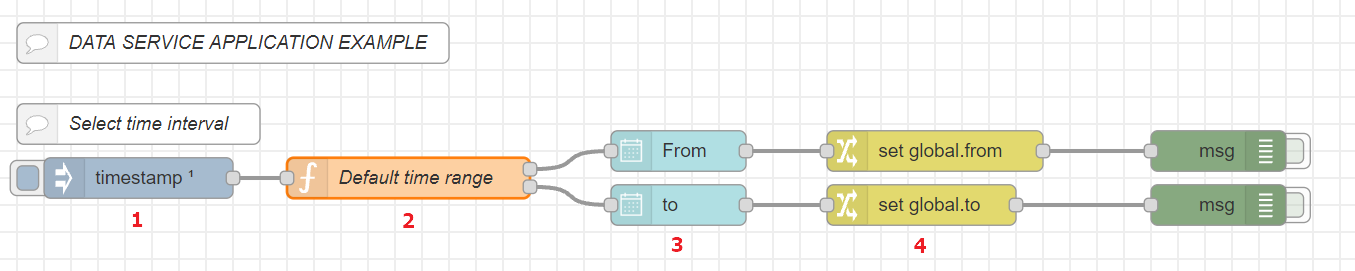 DATA SERVICE APPLICATION EXAMPLE
Select time interval
timestamp ¹
Default time range
From
set global.from
msg
to
set global.to
msg
1
2
3
4